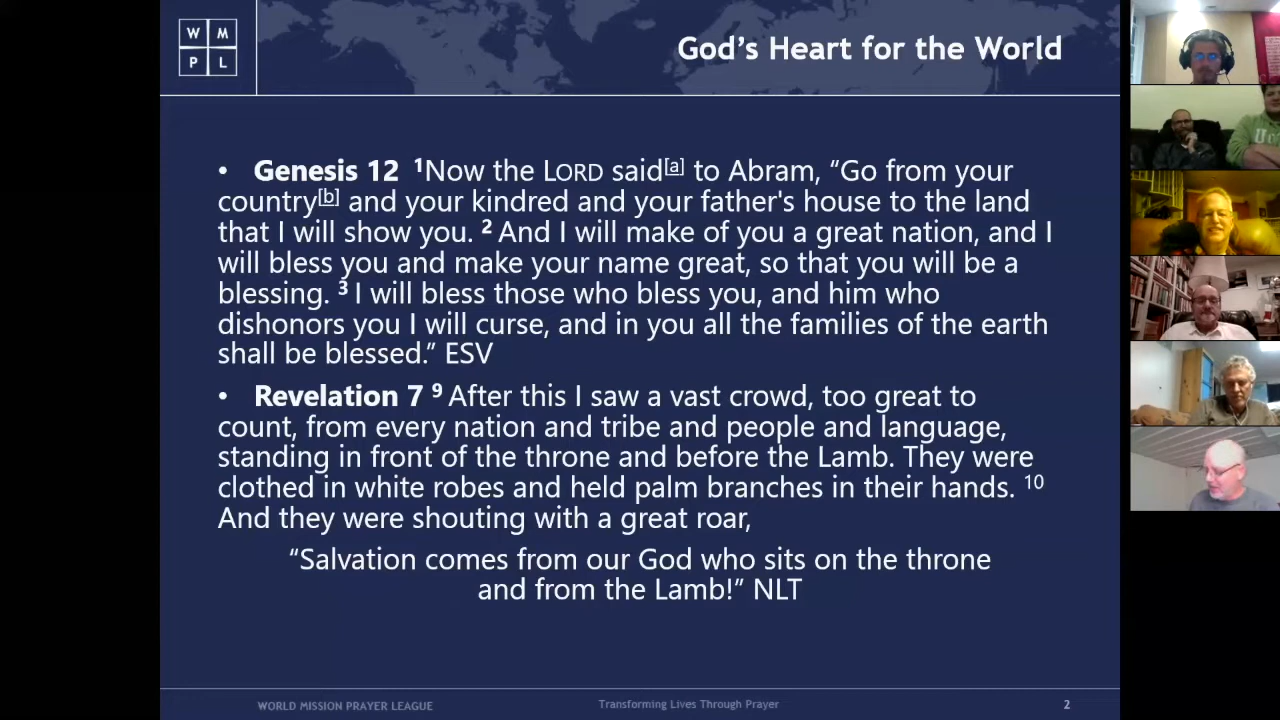 W M
P L
God’s Heart for the World
• Genesis 12 ¹Now the LORD said[a] to Abram, “Go from your
country[b] and your kindred and your father's house to the land
that I will show you. ² And I will make of you a great nation, and I
will bless you and make your name great, so that you will be a
blessing. ³ I will bless those who bless you, and him who
dishonors you I will curse, and in you all the families of the earth
shall be blessed.” ESV
• Revelation 7 ⁹ After this I saw a vast crowd, too great to
count, from every nation and tribe and people and language,
standing in front of the throne and before the Lamb. They were
clothed in white robes and held palm branches in their hands. ¹⁰
And they were shouting with a great roar,
“Salvation comes from our God who sits on the throne
and from the Lamb!” NLT
WORLD MISSION PRAYER LEAGUE
Transforming Lives Through Prayer
2